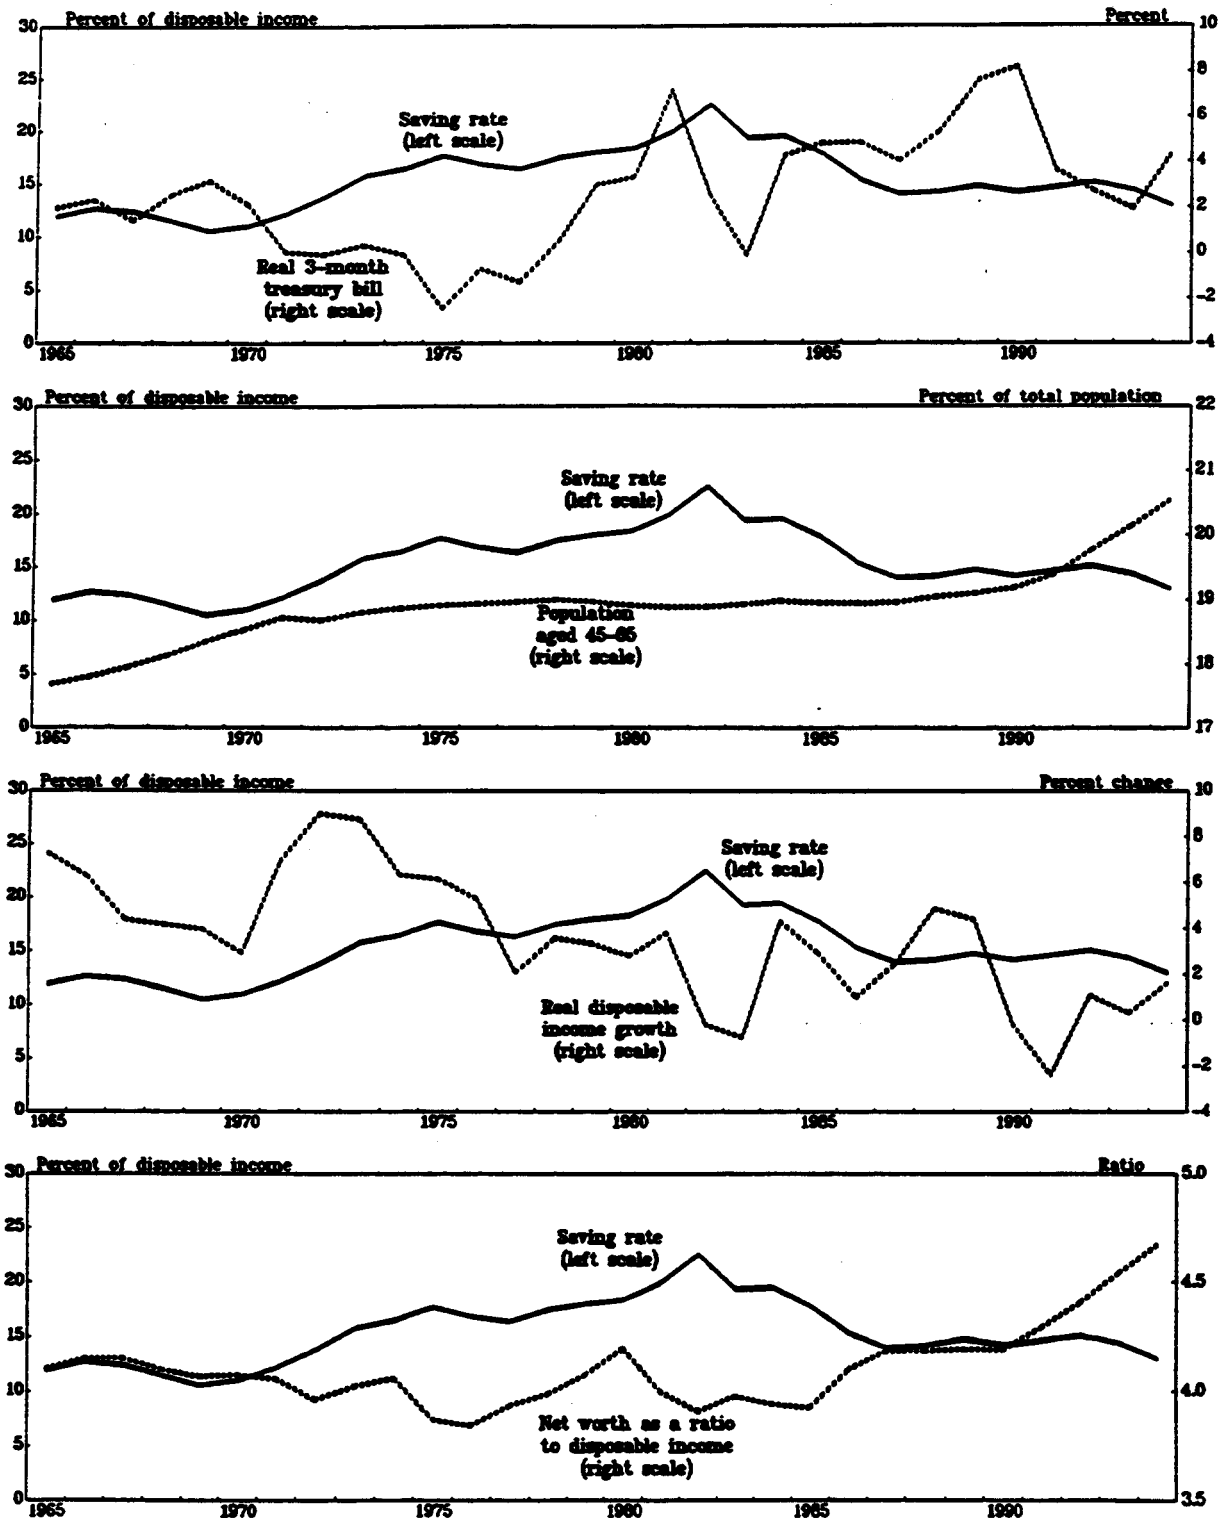 Percent of disposable income Percent
30 10
25 8
20 6
15 4
10 2
5 0
0 -2
-4
Saving rate
(left scale)
Real 3-month
treasury bill
(right scale)
1965 1970 1975 1980 1985 1990
Percent of disposable income Percent of total population
30 22
25 21
20 20
15 19
10 18
5 17
0
Saving rate
(left scale)
Population
aged 45-65
(right scale)
1965 1970 1975 1980 1985 1990
Percent of disposable income Percent change
30 10
25 8
20 6
15 4
10 2
5 0
0 -2
-4
Saving rate
(left scale)
Real disposable
income growth
(right scale)
1965 1970 1975 1980 1985 1990
Percent of disposable income Ratio
30 5.0
25 4.5
20 4.0
15 3.5
10
5
0
Saving rate
(left scale)
Net worth as a ratio
to disposable income
(right scale)
1965 1970 1975 1980 1985 1990